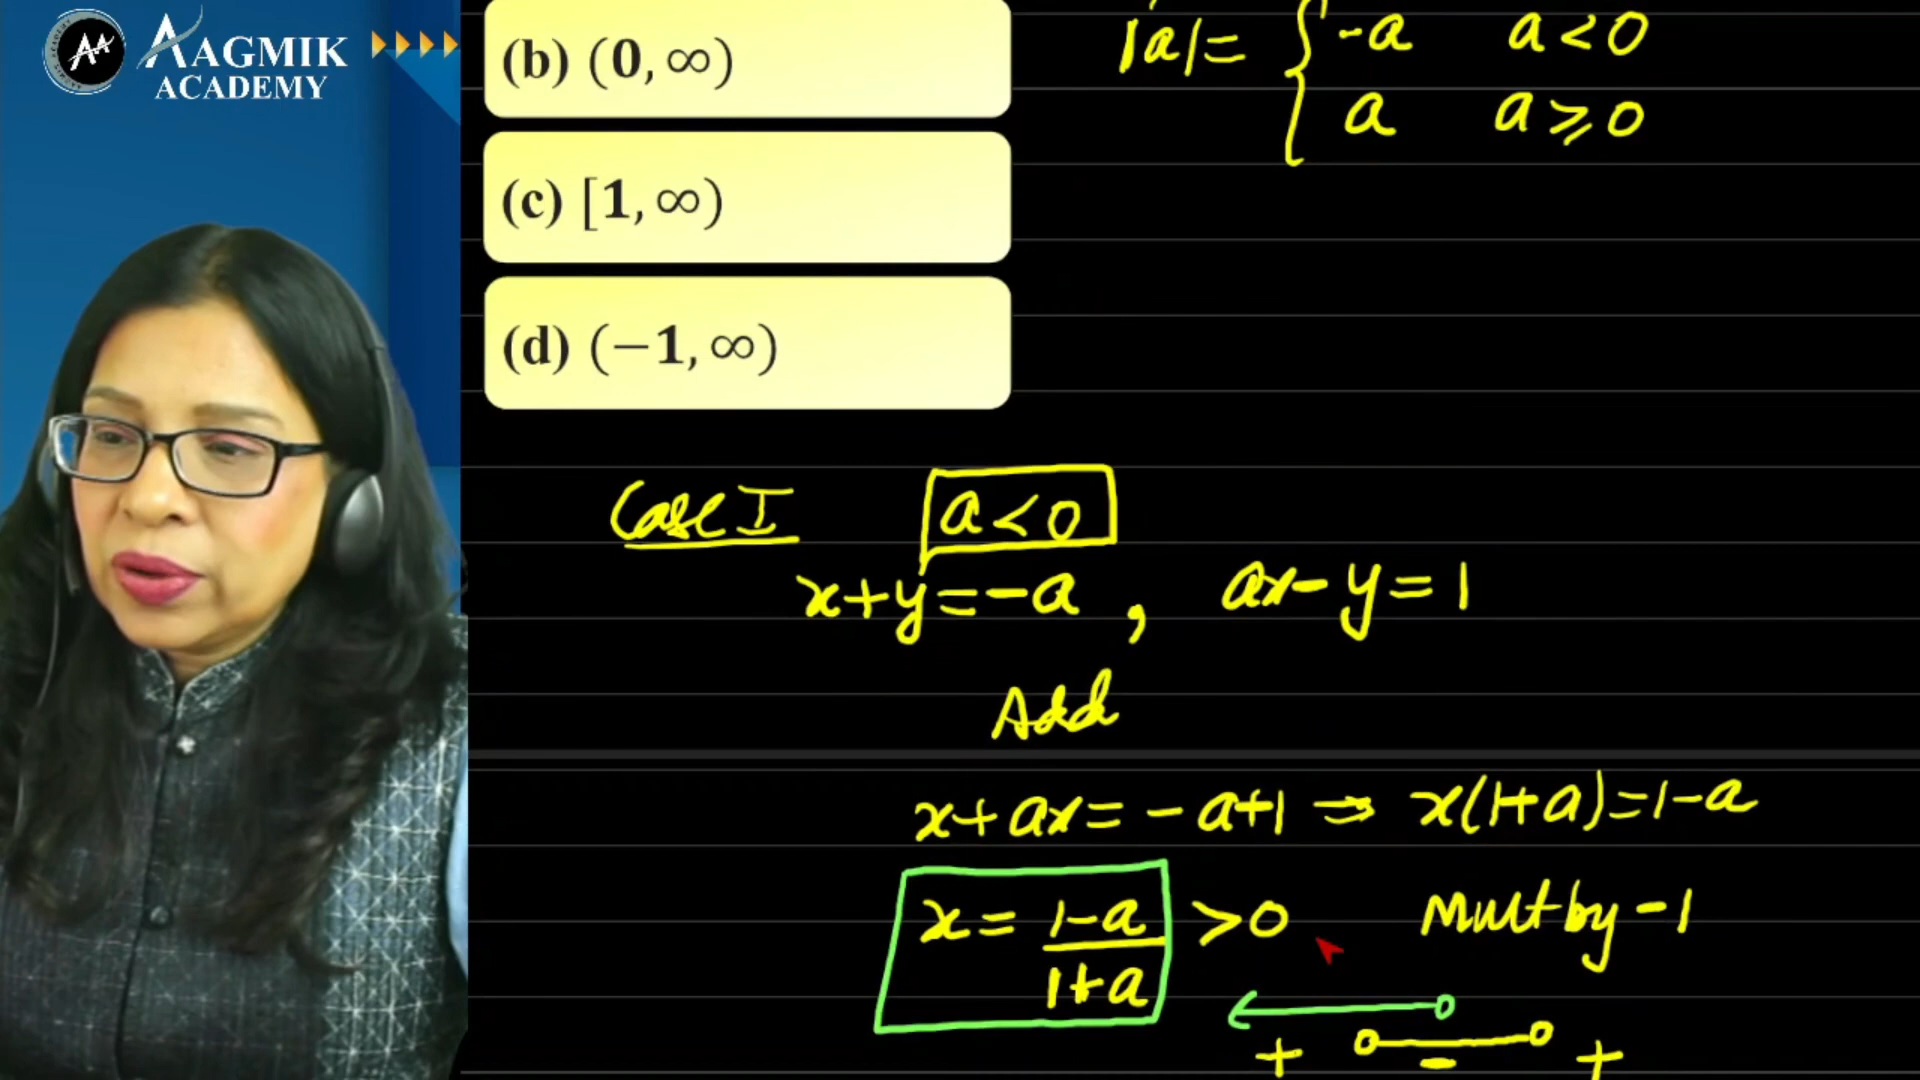 AAGMIK
ACADEMY
(b) (0, ∞)
(c) [1, ∞)
(d) (−1, ∞)
|a|= { -a a<0
a a≥0
Case I a<0
x+y=-a , ax-y=1
Add
x+ax=-a+1 ⇒ x(1+a)=1-a
x= 1-a/1+a >0 Mult by -1
+ - +